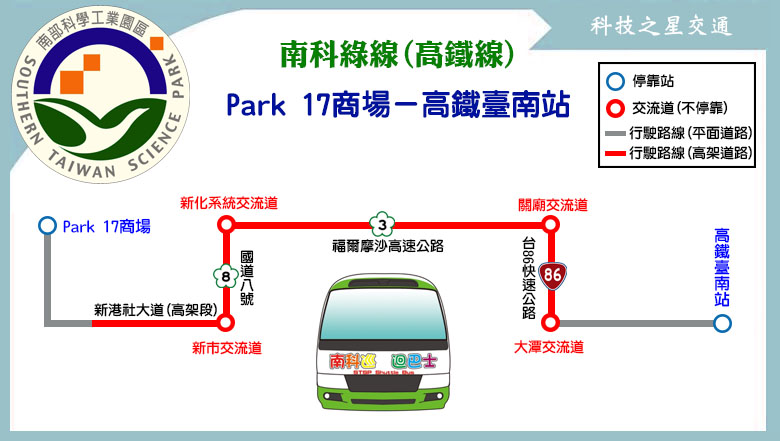 南部科學工業園區
SOUTHERN TAIWAN SCIENCE PARK
科技之星交通
南科綠線(高鐵線)
Park 17商場－高鐵臺南站
停靠站
交流道(不停靠)
行駛路線(平面道路)
行駛路線(高架道路)
新化系統交流道
關廟交流道
Park 17商場
3
福爾摩沙高速公路
高鐵臺南站
國道八號
8
台86快速公路
86
新港社大道(高架段)
新市交流道
大潭交流道
南科巡迴巴士
STSP Shuttle Bus